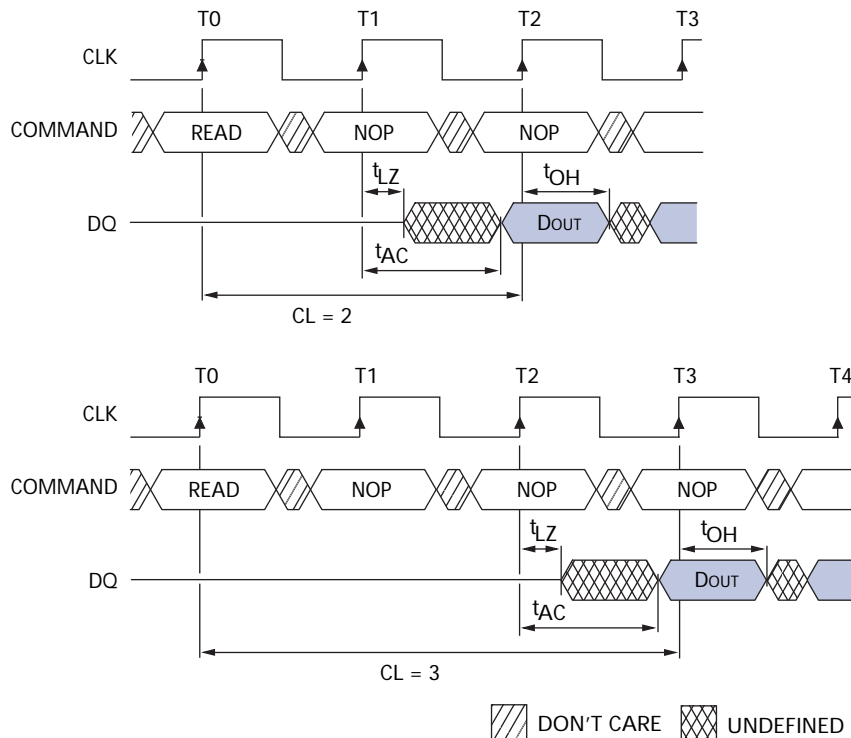 T0 T1 T2 T3
CLK
COMMAND READ NOP NOP
tLZ tOH
DQ DOUT
tAC
CL = 2
T0 T1 T2 T3 T4
CLK
COMMAND READ NOP NOP NOP
tLZ tOH
DQ DOUT
tAC
CL = 3
DON'T CARE UNDEFINED